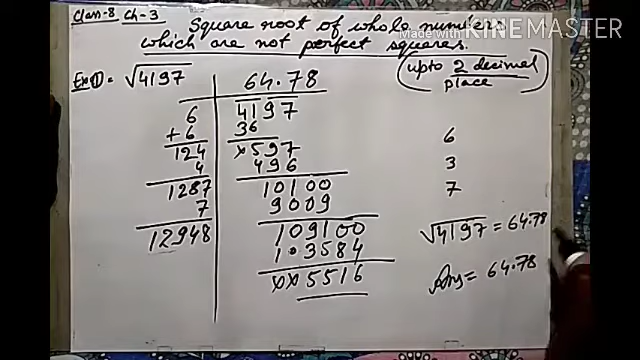 Class-8, Ch-3
Square root of whole numbers
which are not perfect squares.
Made with KINEMASTER
(upto 2 decimal
place)
Ex① = √4197
64.78
6 4197
+6 36
124 ××597
4 496
1287 10100
7 9009
12948 109100
103584
××5516
6
3
7
√4197 = 64.78
Ans = 64.78